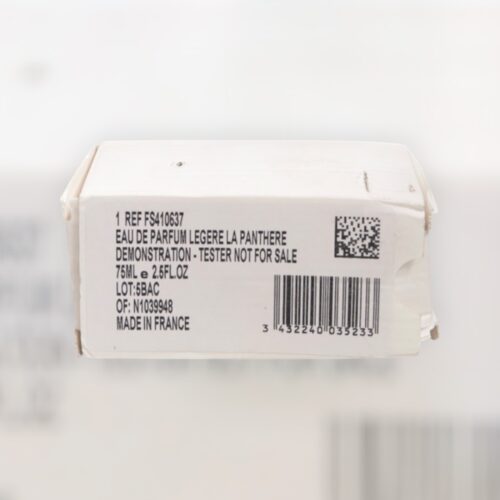 1 REF FS410637
EAU DE PARFUM LEGERE LA PANTHERE
DEMONSTRATION - TESTER NOT FOR SALE
75ML e 2.5FL.OZ
LOT:5BAC
OF: N1039948
MADE IN FRANCE
3 432240 035233